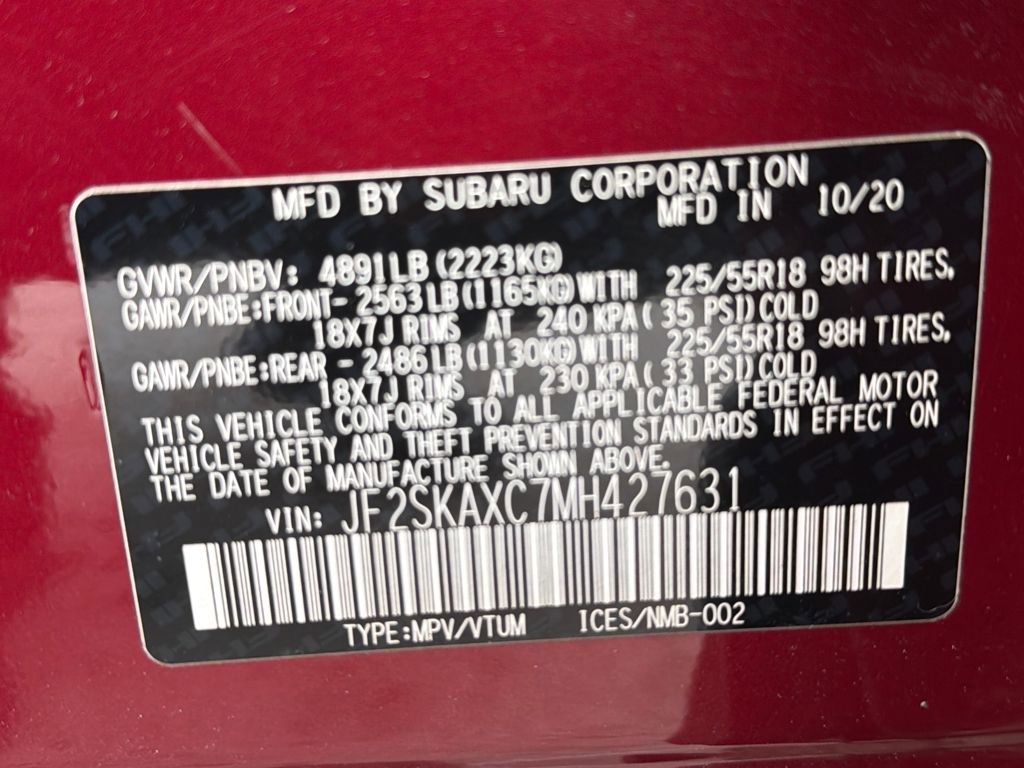 MFD BY SUBARU CORPORATION
MFD IN 10/20
GVWR/PNBV: 4891LB(2223KG)
GAWR/PNBE:FRONT- 2563LB(1165KG)WITH 225/55R18 98H TIRES,
18X7J RIMS AT 240 KPA( 35 PSI)COLD
GAWR/PNBE:REAR - 2486LB(1130KG)WITH 225/55R18 98H TIRES,
18X7J RIMS AT 230 KPA( 33 PSI)COLD
THIS VEHICLE CONFORMS TO ALL APPLICABLE FEDERAL MOTOR
VEHICLE SAFETY AND THEFT PREVENTION STANDARDS IN EFFECT ON
THE DATE OF MANUFACTURE SHOWN ABOVE.
VIN: JF2SKAXC7MH427631
TYPE:MPV/VTUM ICES/NMB-002